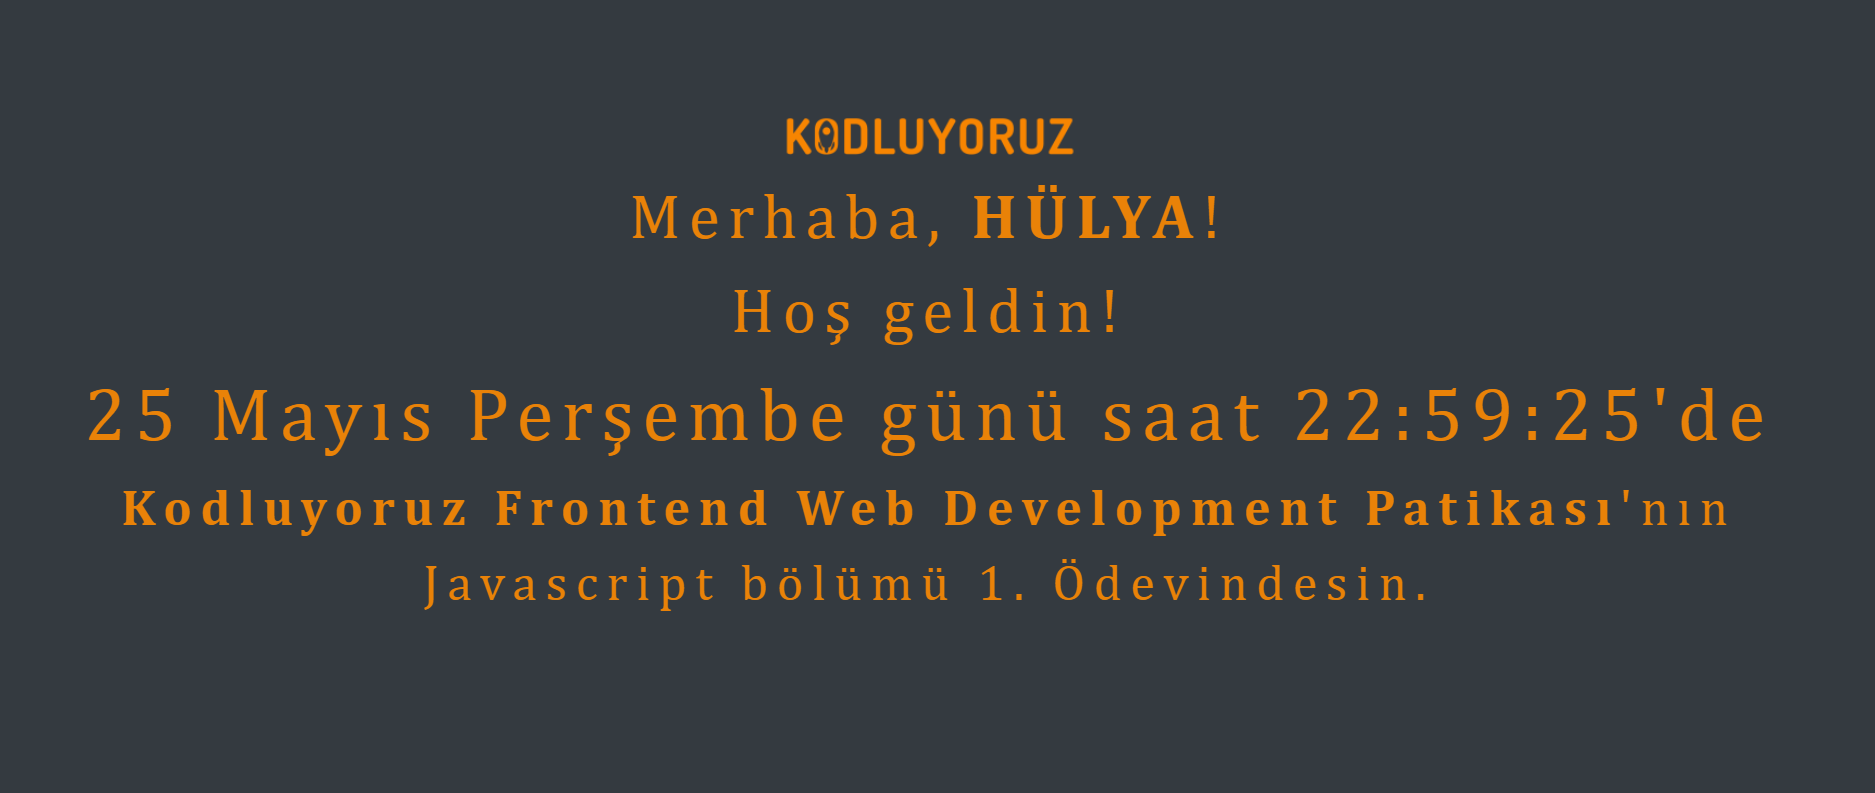 KODLUYORUZ
Merhaba, HÜLYA!
Hoş geldin!
25 Mayıs Perşembe günü saat 22:59:25'de
Kodluyoruz Frontend Web Development Patikası'nın
Javascript bölümü 1. Ödevindesin.